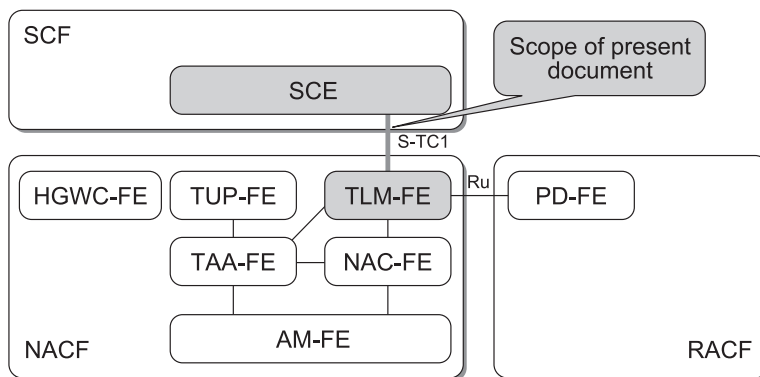 SCF
Scope of present
document
SCE
S-TC1
HGWC-FE
TUP-FE
TLM-FE
Ru
PD-FE
TAA-FE
NAC-FE
AM-FE
NACF
RACF